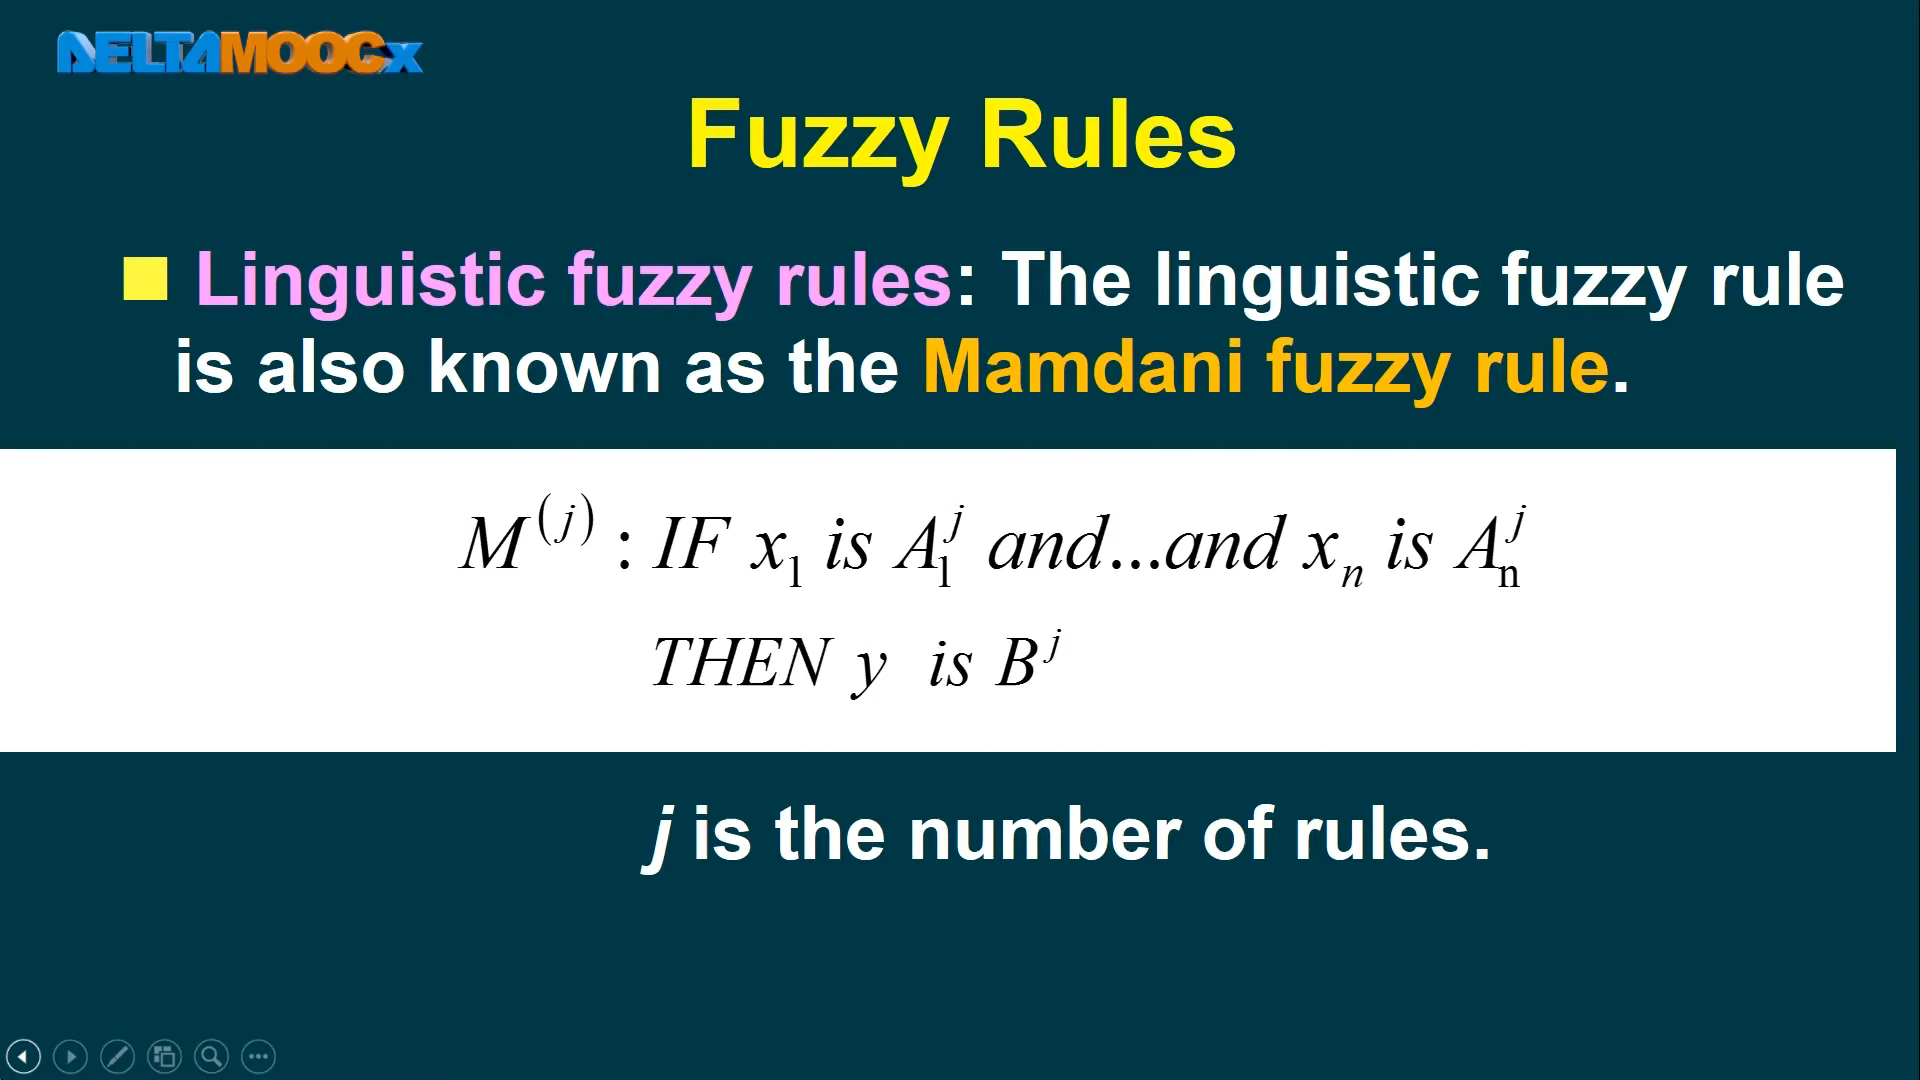 DELTAMOOCx
Fuzzy Rules
Linguistic fuzzy rules: The linguistic fuzzy rule
is also known as the Mamdani fuzzy rule.
M^{(j)} : IF x_1 is A_1^j and...and x_n is A_n^j
THEN y is B^j
j is the number of rules.